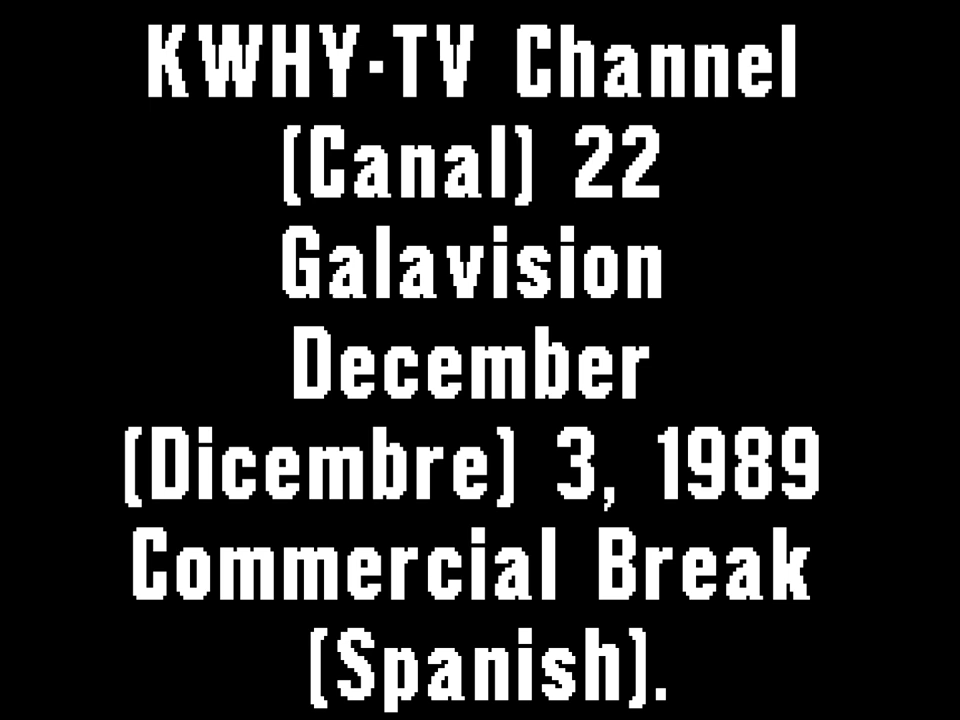 KWHY-TV Channel
(Canal) 22
Galavision
December
(Dicembre) 3, 1989
Commercial Break
(Spanish).